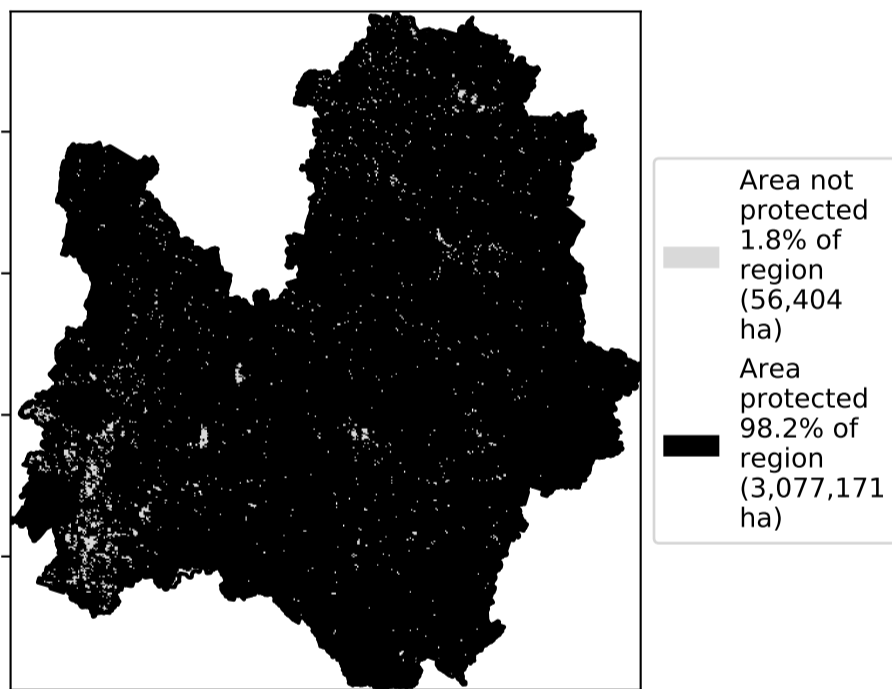 Area not
protected
1.8% of
region
(56,404
ha)
Area
protected
98.2% of
region
(3,077,171
ha)